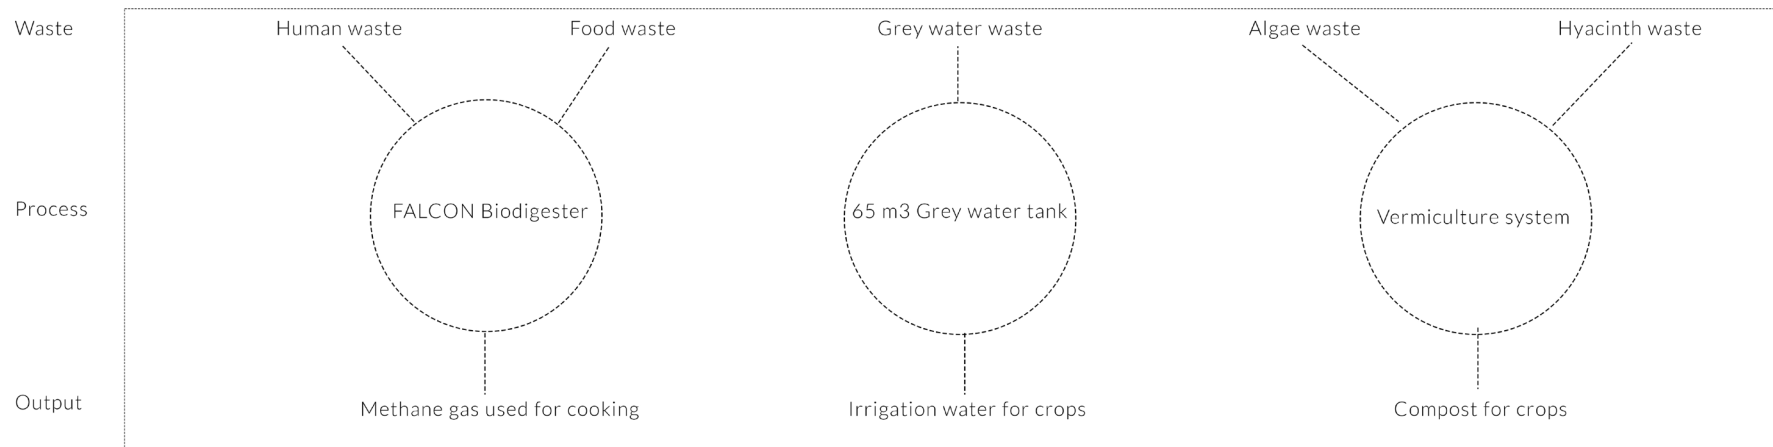 Waste
Human waste
Food waste
Grey water waste
Algae waste
Hyacinth waste
Process
FALCON Biodigester
65 m3 Grey water tank
Vermiculture system
Output
Methane gas used for cooking
Irrigation water for crops
Compost for crops